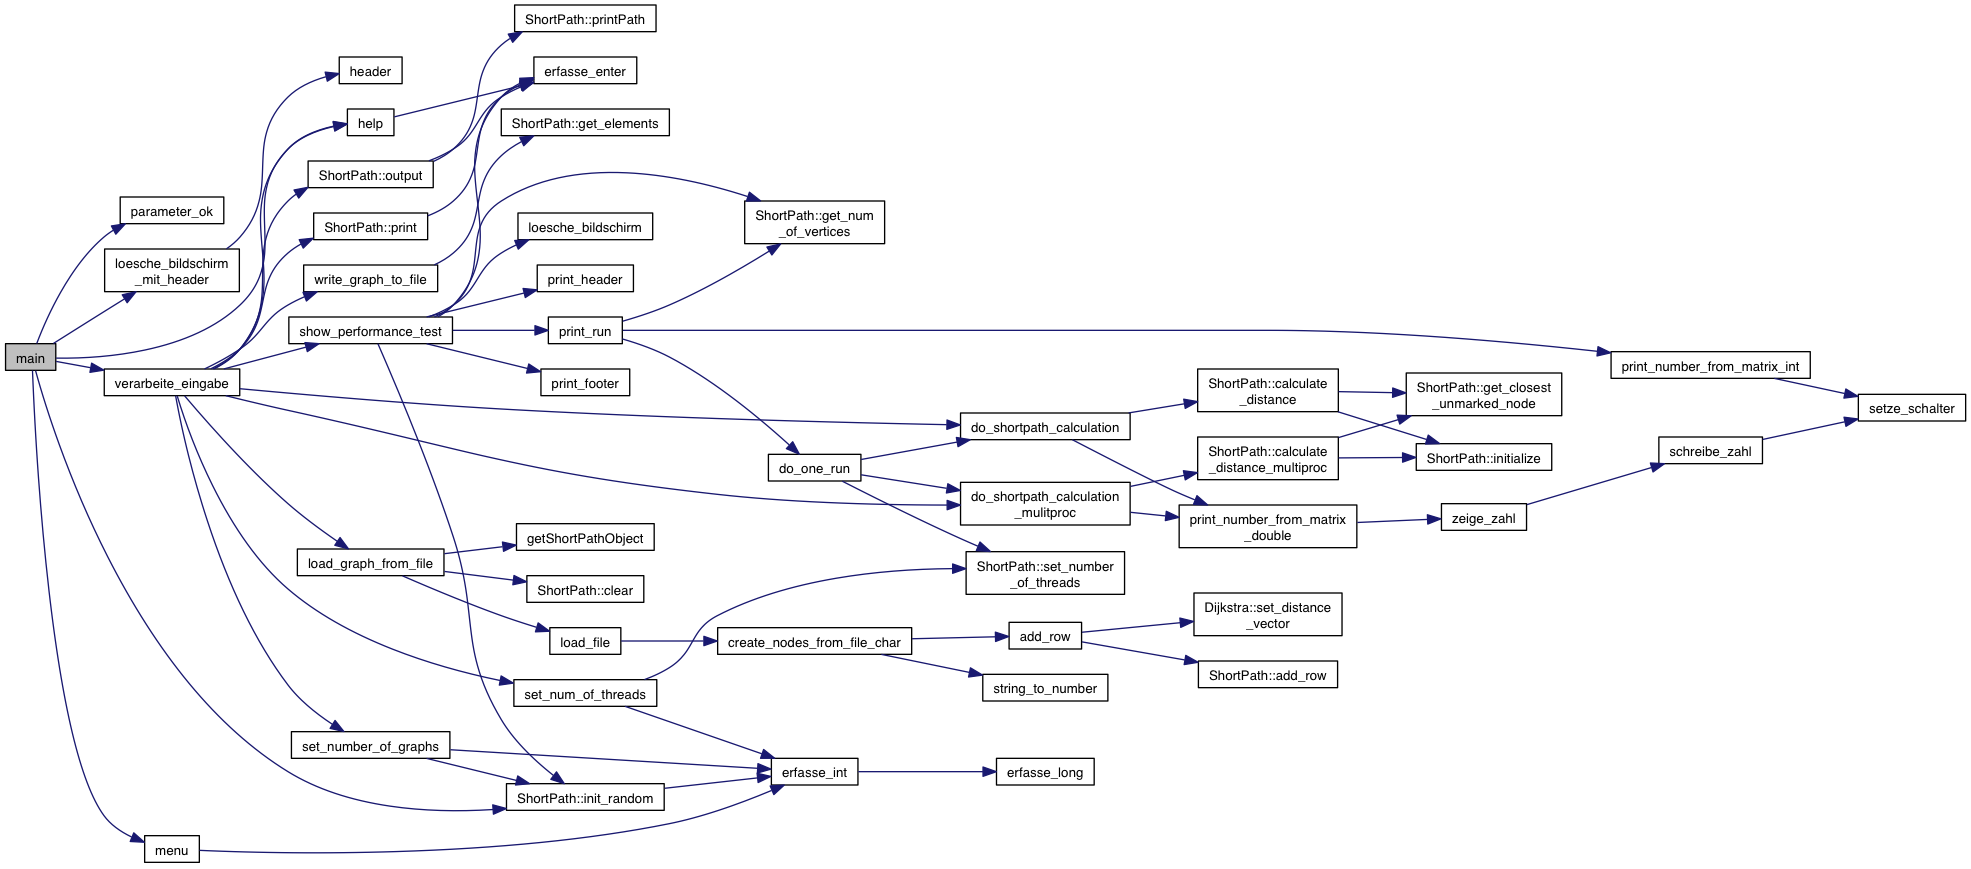 ShortPath::printPath
header
erfasse_enter
help
ShortPath::get_elements
ShortPath::output
parameter_ok
ShortPath::print
loesche_bildschirm
ShortPath::get_num
_of_vertices
loesche_bildschirm
_mit_header
write_graph_to_file
print_header
show_performance_test
print_run
main
print_number_from_matrix_int
verarbeite_eingabe
print_footer
ShortPath::calculate
_distance
ShortPath::get_closest
_unmarked_node
setze_schalter
do_shortpath_calculation
do_one_run
ShortPath::calculate
_distance_multiproc
ShortPath::initialize
schreibe_zahl
do_shortpath_calculation
_mulitproc
print_number_from_matrix
_double
zeige_zahl
getShortPathObject
load_graph_from_file
ShortPath::clear
ShortPath::set_number
_of_threads
load_file
create_nodes_from_file_char
add_row
Dijkstra::set_distance
_vector
ShortPath::add_row
set_num_of_threads
string_to_number
set_number_of_graphs
erfasse_int
erfasse_long
ShortPath::init_random
menu